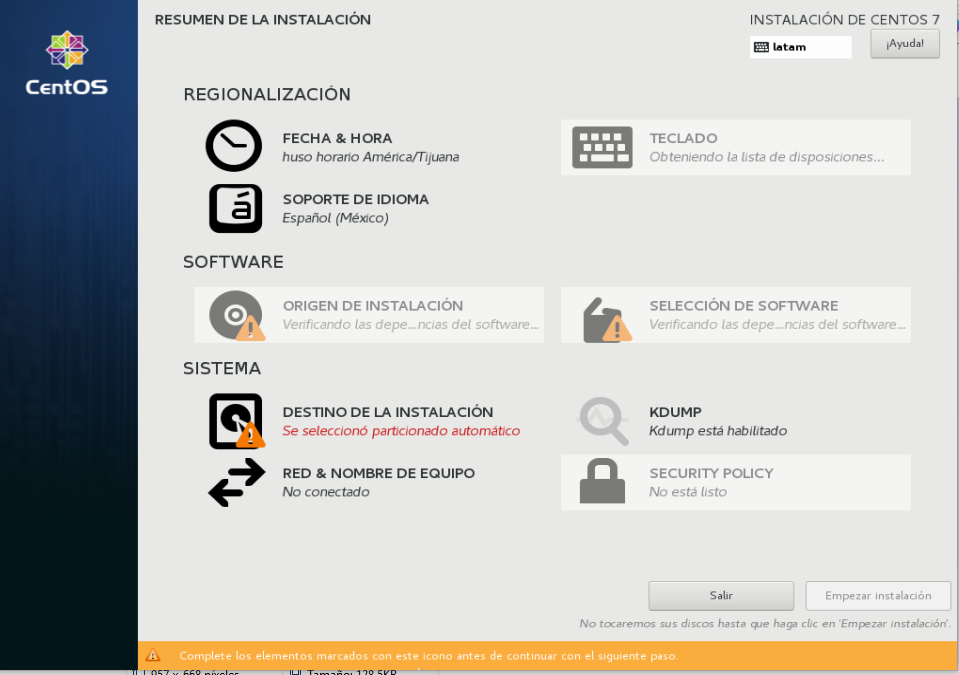 RESUMEN DE LA INSTALACIÓN
INSTALACIÓN DE CENTOS 7
latam
¡Ayuda!
CentOS
REGIONALIZACIÓN
FECHA & HORA
huso horario América/Tijuana
TECLADO
Obteniendo la lista de disposiciones...
SOPORTE DE IDIOMA
Español (México)
SOFTWARE
ORIGEN DE INSTALACIÓN
Verificando las depe...ncias del software...
SELECCIÓN DE SOFTWARE
Verificando las depe...ncias del software...
SISTEMA
DESTINO DE LA INSTALACIÓN
Se seleccionó particionado automático
KDUMP
Kdump está habilitado
RED & NOMBRE DE EQUIPO
No conectado
SECURITY POLICY
No está listo
Salir
Empezar instalación
No tocaremos sus discos hasta que haga clic en 'Empezar instalación'.
Complete los elementos marcados con este icono antes de continuar con el siguiente paso.
957 × 668 píxeles
Tamaño: 128.5KB